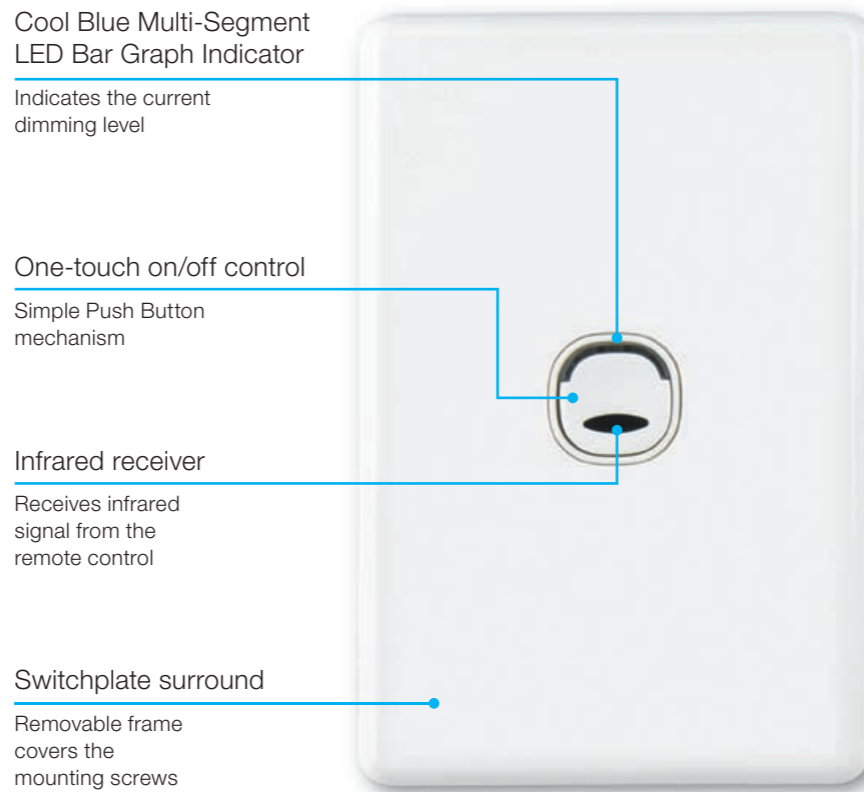 Cool Blue Multi-Segment
LED Bar Graph Indicator
Indicates the current
dimming level
One-touch on/off control
Simple Push Button
mechanism
Infrared receiver
Receives infrared
signal from the
remote control
Switchplate surround
Removable frame
covers the
mounting screws